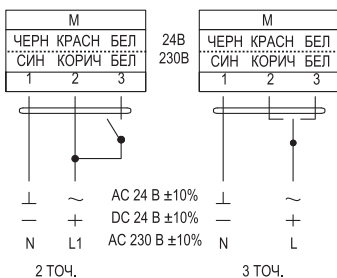 М М
ЧЕРН КРАСН БЕЛ 24В ЧЕРН КРАСН БЕЛ
СИН КОРИЧ БЕЛ 230В СИН КОРИЧ БЕЛ
1 2 3 1 2 3
⊥ ~ AC 24 В ±10% ⊥ ~
— + DC 24 В ±10% — +
N L1 AC 230 В ±10% N L
2 ТОЧ. 3 ТОЧ.